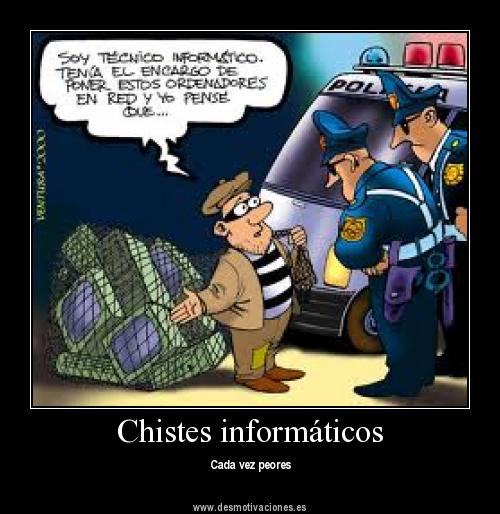 SOY TÉCNICO INFORMÁTICO.
TENÍA EL ENCARGO DE
PONER ESTOS ORDENADORES
EN RED Y YO PENSÉ
QUE...
POLICIA
VENTURA*2000
Chistes informáticos
Cada vez peores
www.desmotivaciones.es